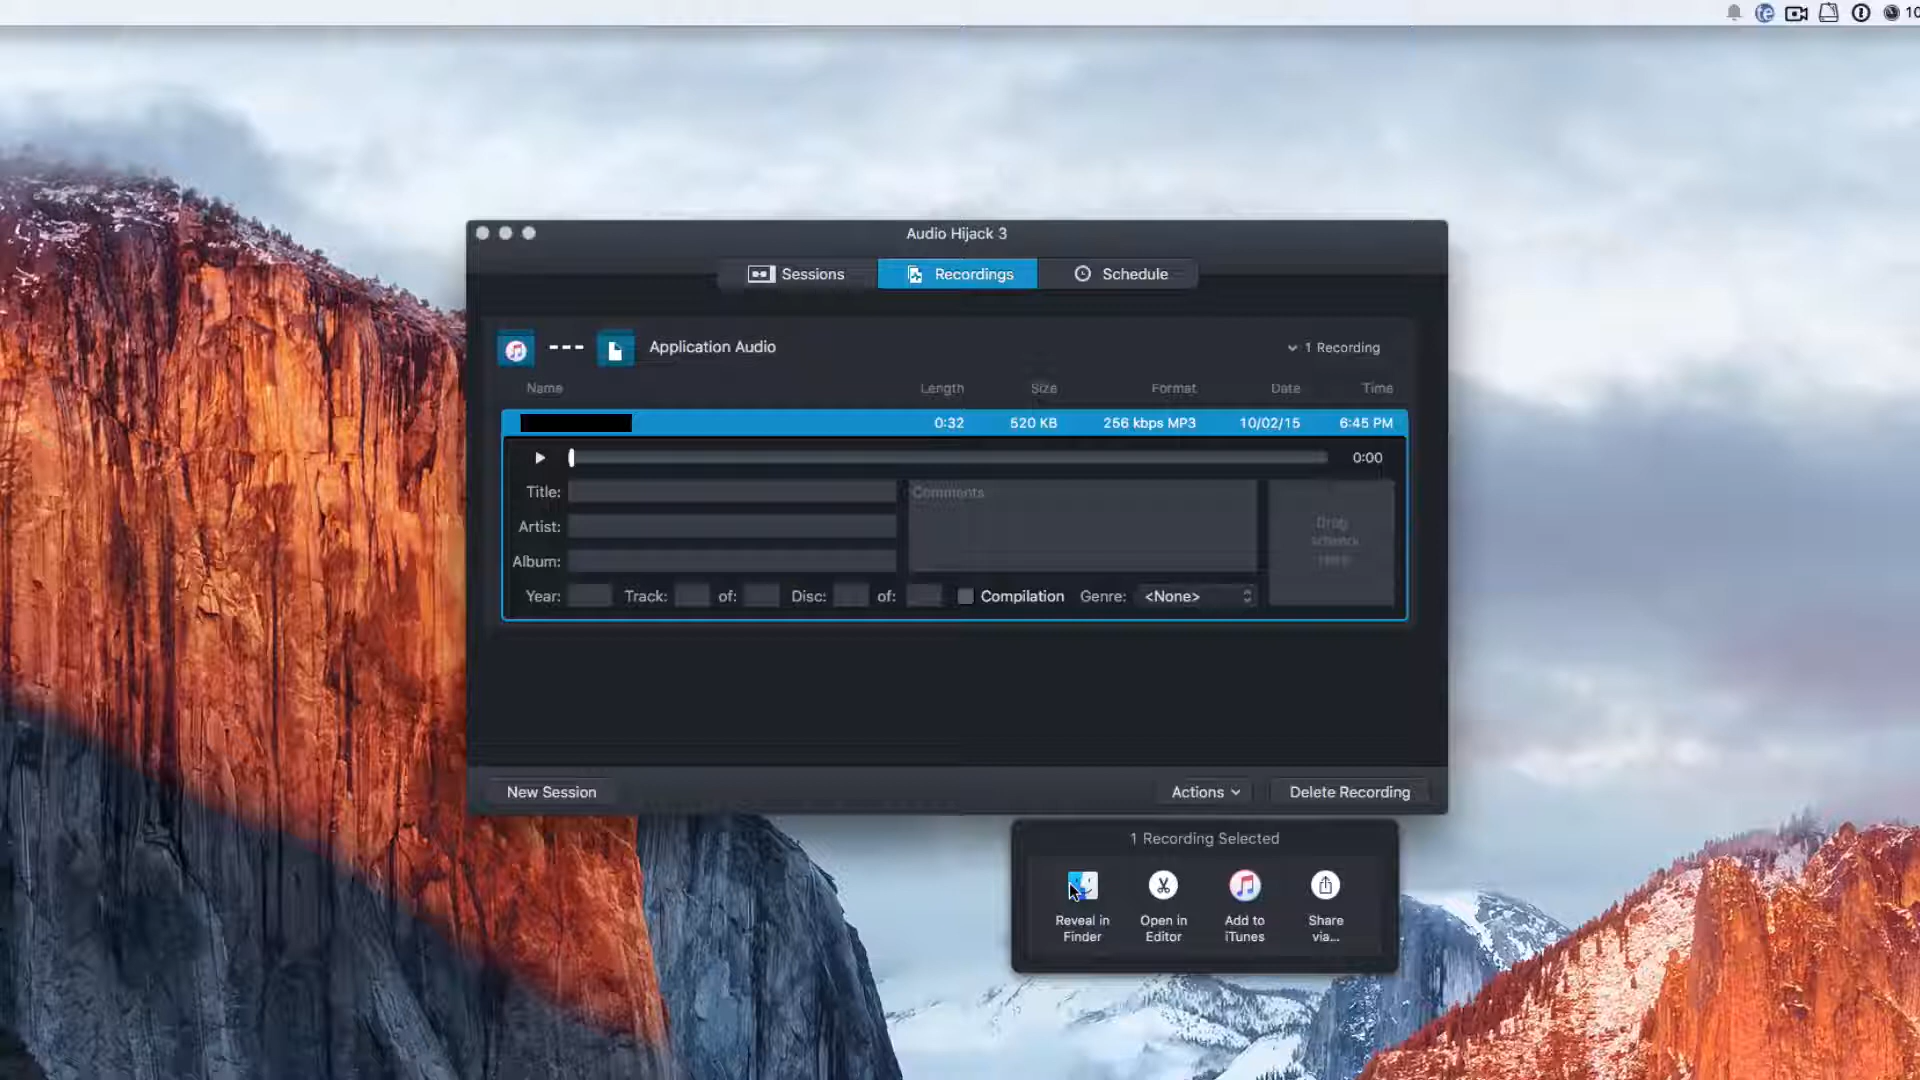 10
Audio Hijack 3
Sessions
Recordings
Schedule
Application Audio
1 Recording
Name Length Size Format Date Time
0:32 520 KB 256 kbps MP3 10/02/15 6:45 PM
0:00
Title:
Comments
Artist:
Drag
Album:
Year: Track: of: Disc: of: Compilation Genre: <None>
New Session
Actions
Delete Recording
1 Recording Selected
Reveal in
Finder
Open in
Editor
Add to
iTunes
Share
via...